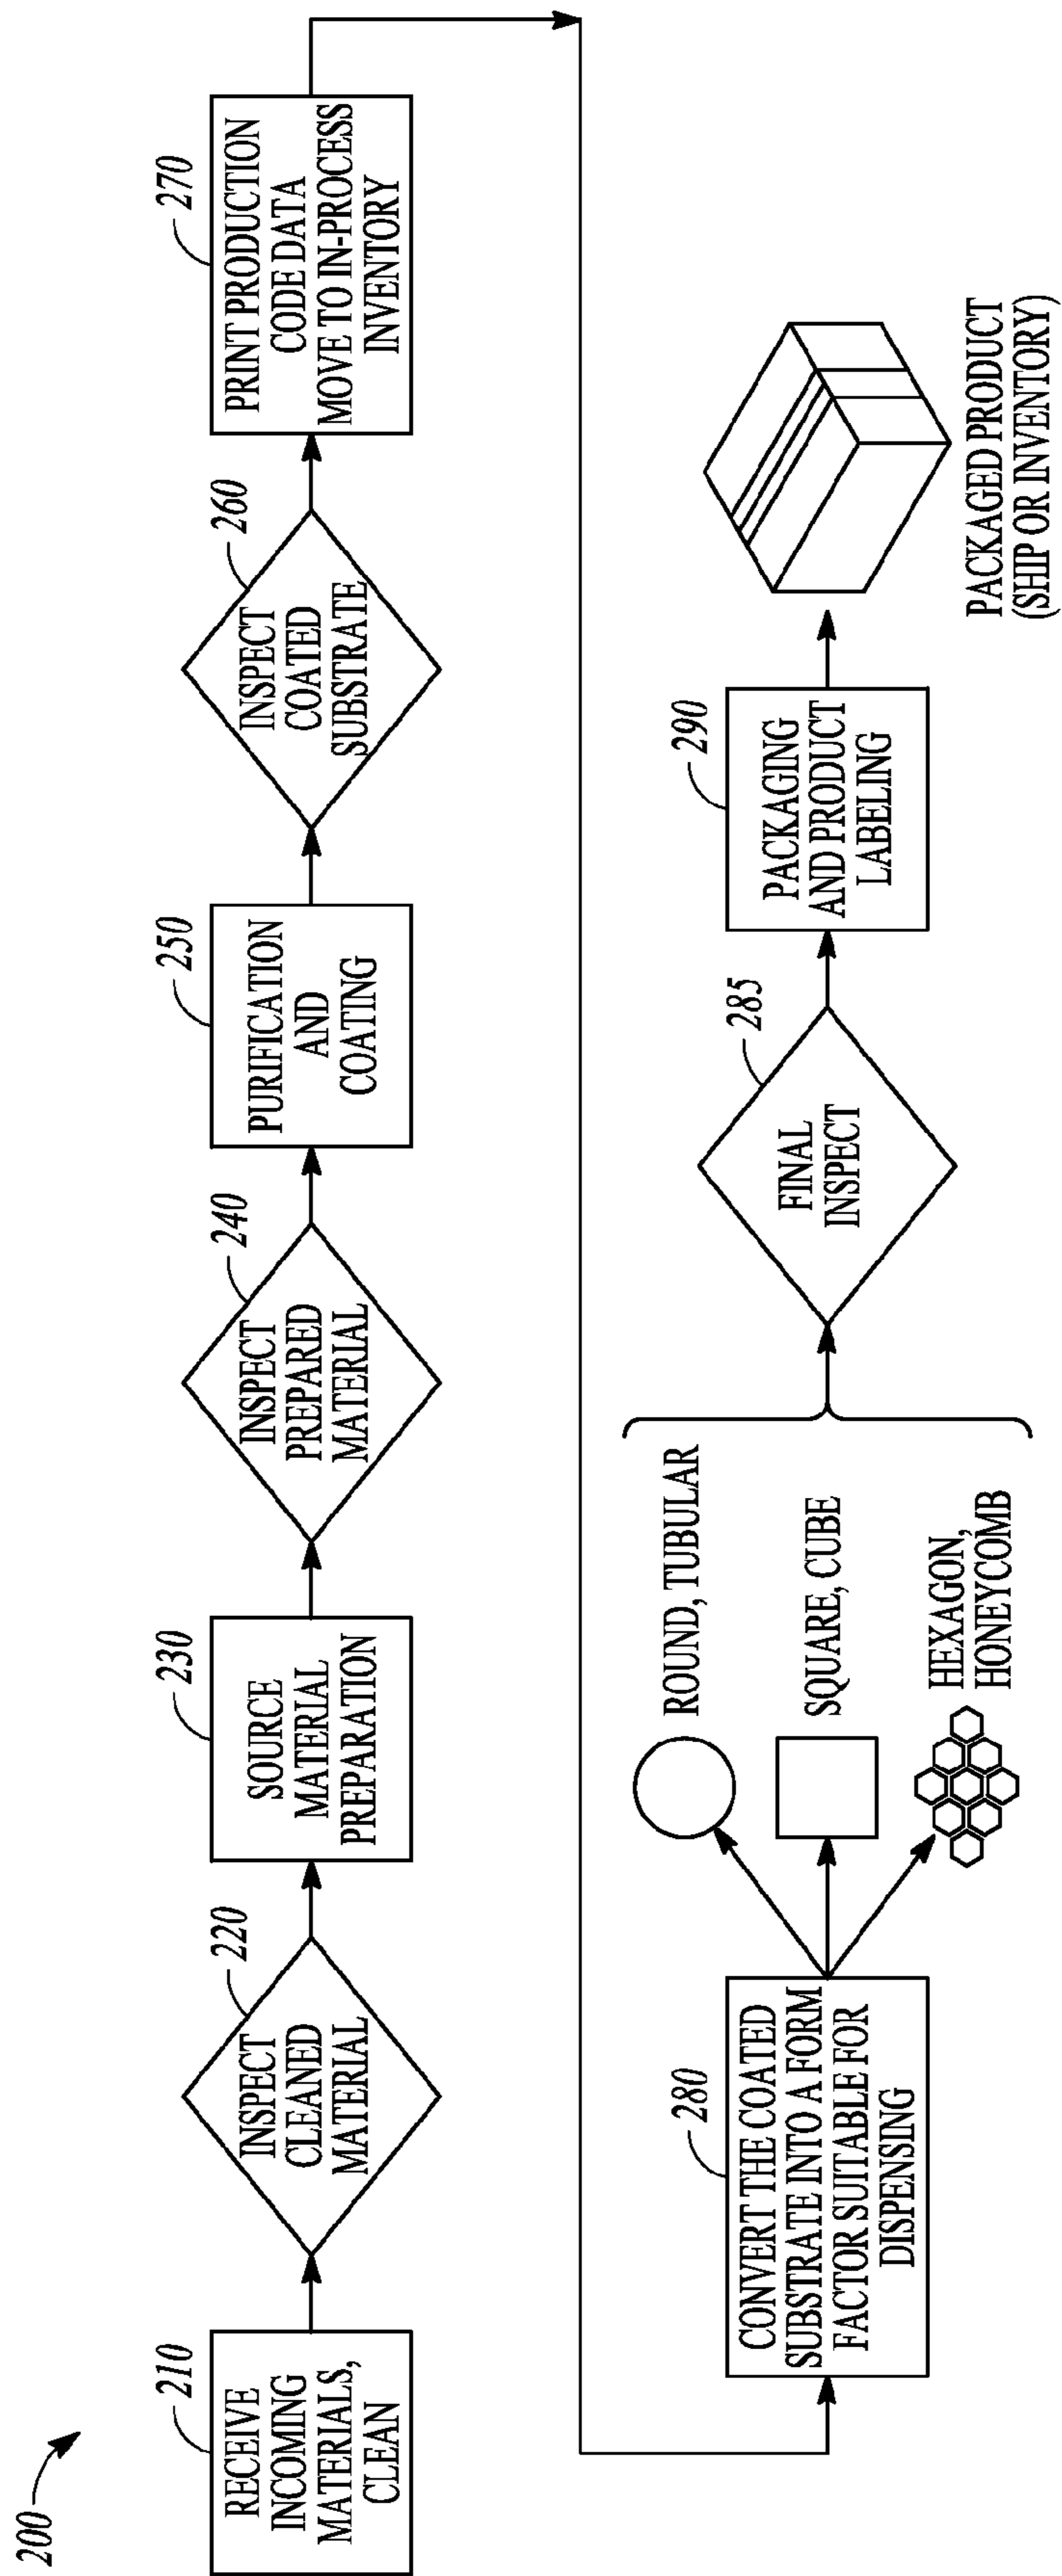 200
210
RECEIVE
INCOMING
MATERIALS,
CLEAN
220
INSPECT
CLEANED
MATERIAL
230
SOURCE
MATERIAL
PREPARATION
240
INSPECT
PREPARED
MATERIAL
250
PURIFICATION
AND
COATING
260
INSPECT
COATED
SUBSTRATE
270
PRINT PRODUCTION
CODE DATA
MOVE TO IN-PROCESS
INVENTORY
280
CONVERT THE COATED
SUBSTRATE INTO A FORM
FACTOR SUITABLE FOR
DISPENSING
ROUND, TUBULAR
SQUARE, CUBE
HEXAGON,
HONEYCOMB
285
FINAL
INSPECT
290
PACKAGING
AND PRODUCT
LABELING
PACKAGED PRODUCT
(SHIP OR INVENTORY)